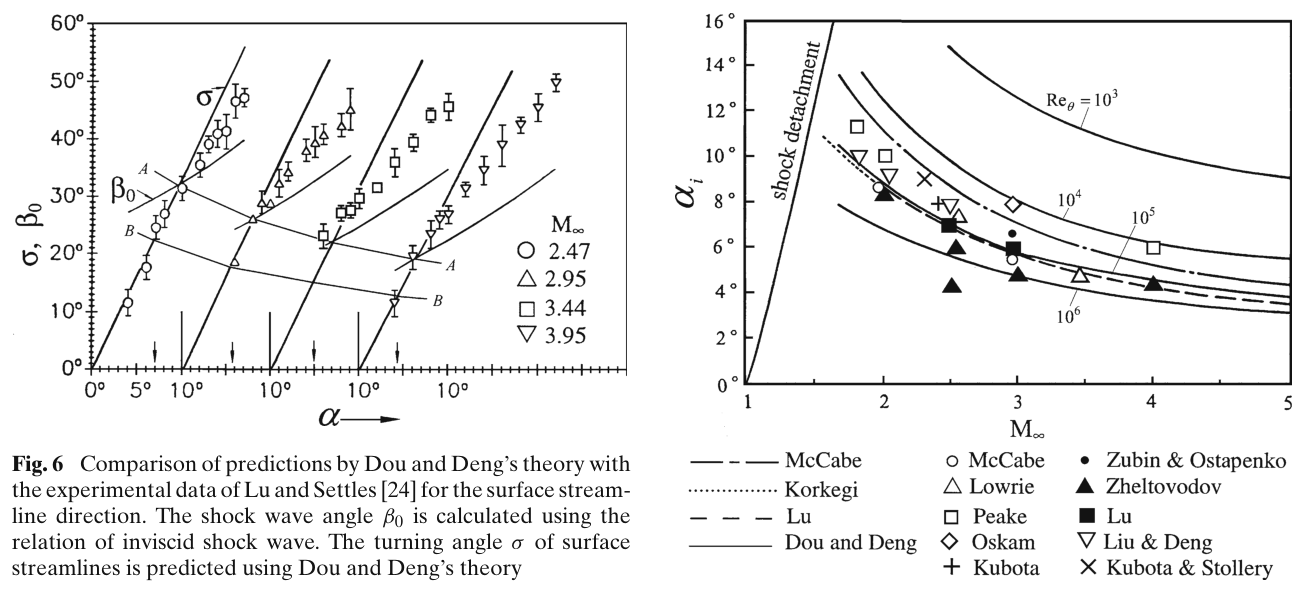 60°
50°
40°
30°
20°
10°
0°
σ, β₀
σ
β₀
A
B
A
B
M∞
2.47
2.95
3.44
3.95
0° 5° 10° 10° 10° 10°
α
Fig. 6 Comparison of predictions by Dou and Deng's theory with
the experimental data of Lu and Settles [24] for the surface stream-
line direction. The shock wave angle β₀ is calculated using the
relation of inviscid shock wave. The turning angle σ of surface
streamlines is predicted using Dou and Deng's theory
16°
14°
12°
10°
8°
6°
4°
2°
0°
αᵢ
shock detachment
Reθ = 10³
10⁴
10⁵
10⁶
1 2 3 4 5
M∞
McCabe
Korkegi
Lu
Dou and Deng
McCabe
Lowrie
Peake
Oskam
Kubota
Zubin & Ostapenko
Zheltovodov
Lu
Liu & Deng
Kubota & Stollery